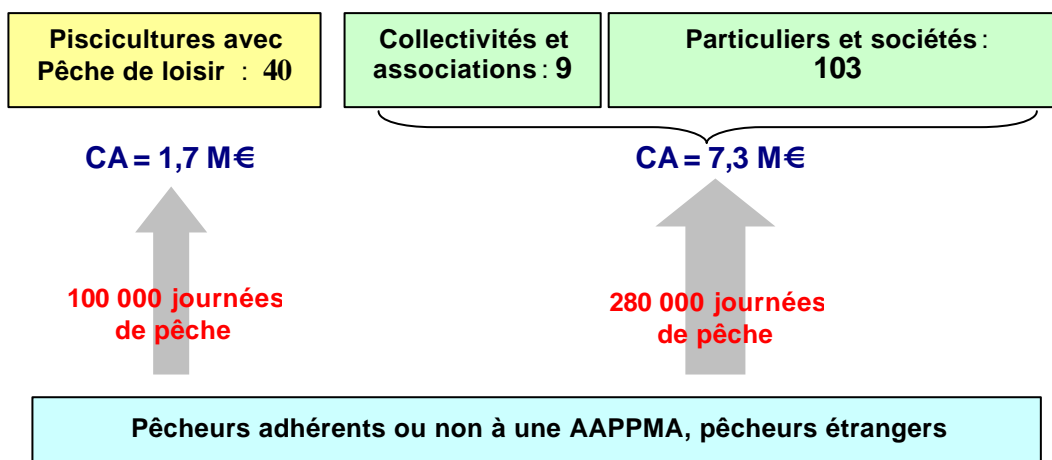 Piscicultures avec
Pêche de loisir : 40
Collectivités et
associations : 9
Particuliers et sociétés :
103
CA = 1,7 M€
CA = 7,3 M€
100 000 journées
de pêche
280 000 journées
de pêche
Pêcheurs adhérents ou non à une AAPPMA, pêcheurs étrangers